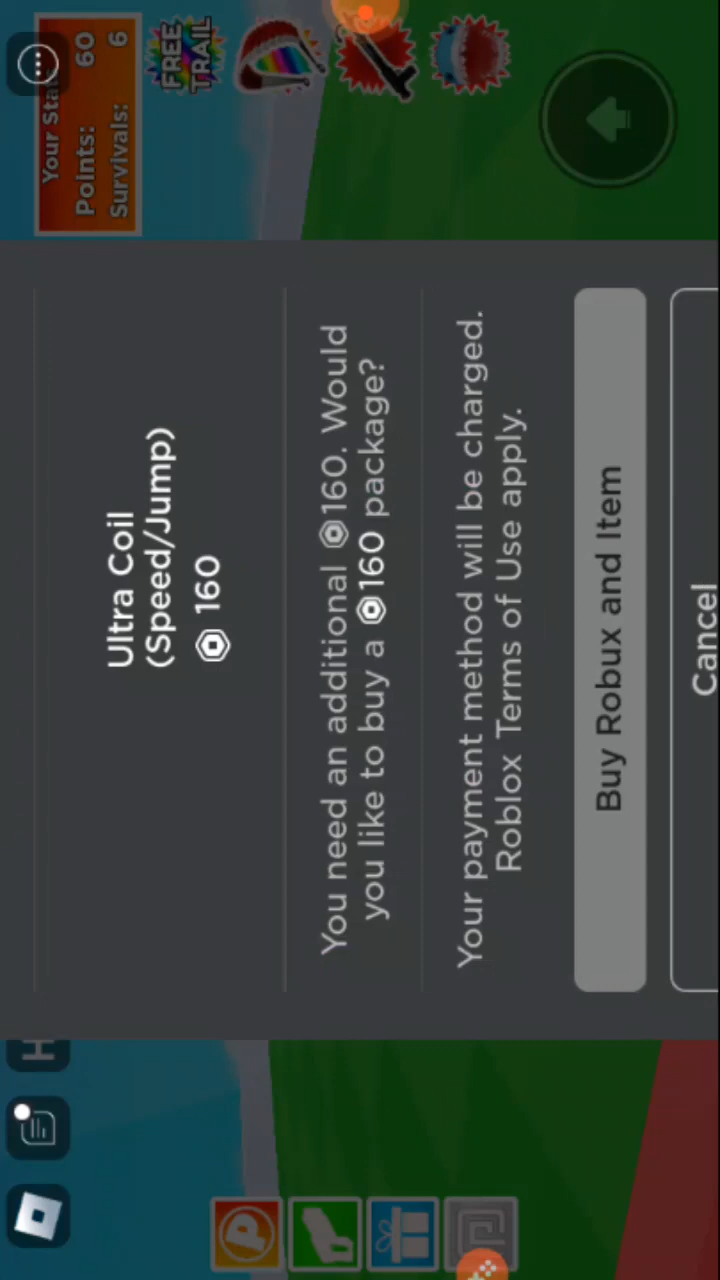 Your Sta
Points: 60
Survivals: 6
FREE
TRAIL
Ultra Coil
(Speed/Jump)
160
You need an additional 160. Would
you like to buy a 160 package?
Your payment method will be charged.
Roblox Terms of Use apply.
Buy Robux and Item
Cancel